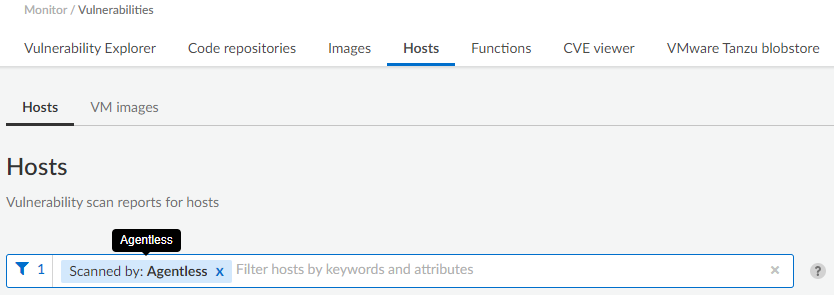 Monitor / Vulnerabilities
Vulnerability Explorer Code repositories Images Hosts Functions CVE viewer VMware Tanzu blobstore
Hosts VM images
Hosts
Vulnerability scan reports for hosts
Agentless
1 Scanned by: Agentless x Filter hosts by keywords and attributes × ?